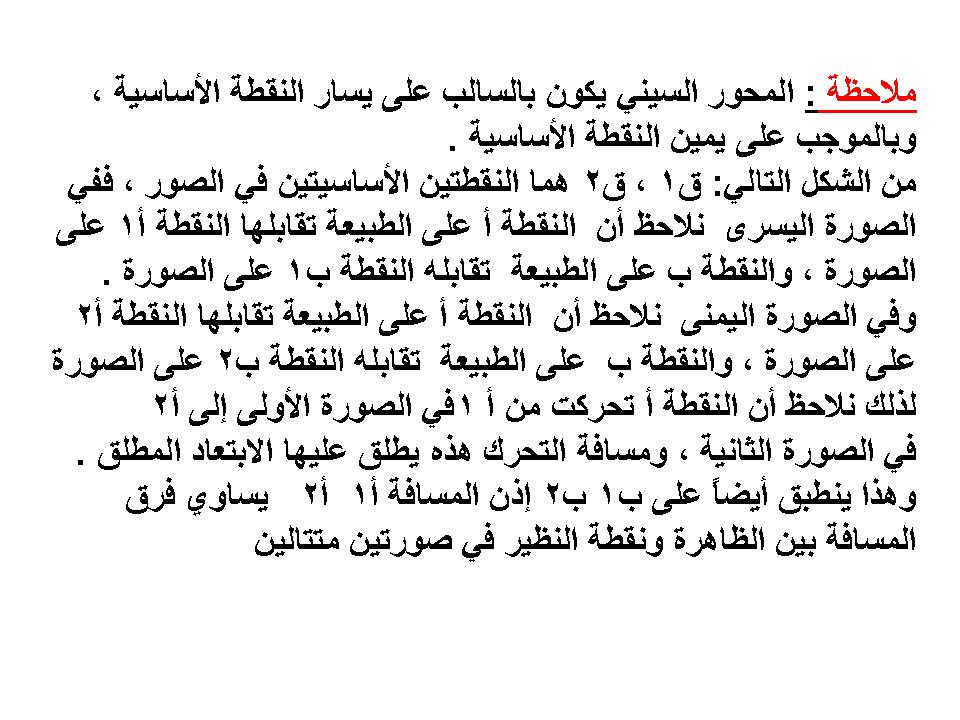 ملاحظة : المحور السيني يكون بالسالب على يسار النقطة الأساسية ،
وبالموجب على يمين النقطة الأساسية .
من الشكل التالي: ق١ ، ق٢ هما النقطتين الأساسيتين في الصور ، ففي
الصورة اليسرى نلاحظ أن النقطة أ على الطبيعة تقابلها النقطة أ١ على
الصورة ، والنقطة ب على الطبيعة تقابله النقطة ب١ على الصورة .
وفي الصورة اليمنى نلاحظ أن النقطة أ على الطبيعة تقابلها النقطة أ٢
على الصورة ، والنقطة ب على الطبيعة تقابله النقطة ب٢ على الصورة
لذلك نلاحظ أن النقطة أ تحركت من أ ١في الصورة الأولى إلى أ٢
في الصورة الثانية ، ومسافة التحرك هذه يطلق عليها الابتعاد المطلق .
وهذا ينطبق أيضاً على ب١ ب٢ إذن المسافة أ١ أ٢ يساوي فرق
المسافة بين الظاهرة ونقطة النظير في صورتين متتالين